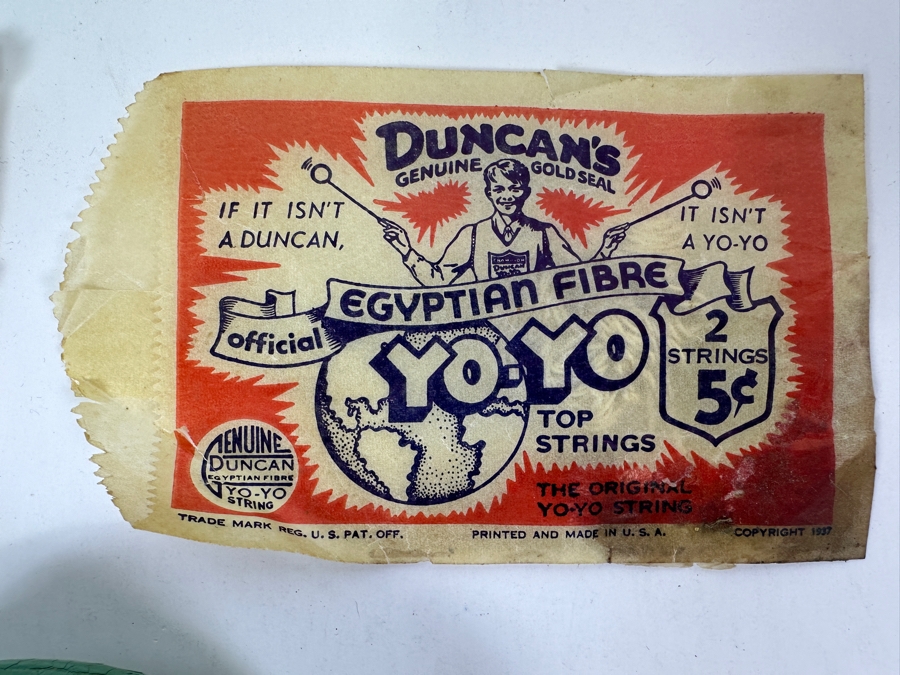 DUNCAN'S
GENUINE GOLD SEAL
IF IT ISN'T
A DUNCAN,
IT ISN'T
A YO-YO
DUNCAN
EGYPTIAN FIBRE
official
YO-YO
TOP
STRINGS
2
STRINGS
5¢
GENUINE
DUNCAN
EGYPTIAN FIBRE
YO-YO
STRING
THE ORIGINAL
YO-YO STRING
TRADE MARK REG. U. S. PAT. OFF.
PRINTED AND MADE IN U. S. A.
COPYRIGHT 1937